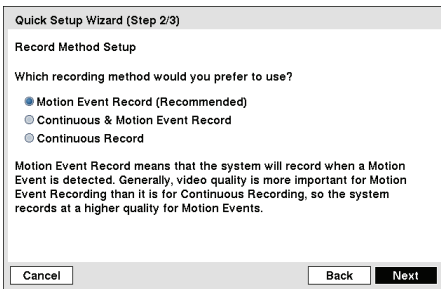 Quick Setup Wizard (Step 2/3)
Record Method Setup
Which recording method would you prefer to use?
Motion Event Record (Recommended)
Continuous & Motion Event Record
Continuous Record
Motion Event Record means that the system will record when a Motion
Event is detected. Generally, video quality is more important for Motion
Event Recording than it is for Continuous Recording, so the system
records at a higher quality for Motion Events.
Cancel
Back
Next